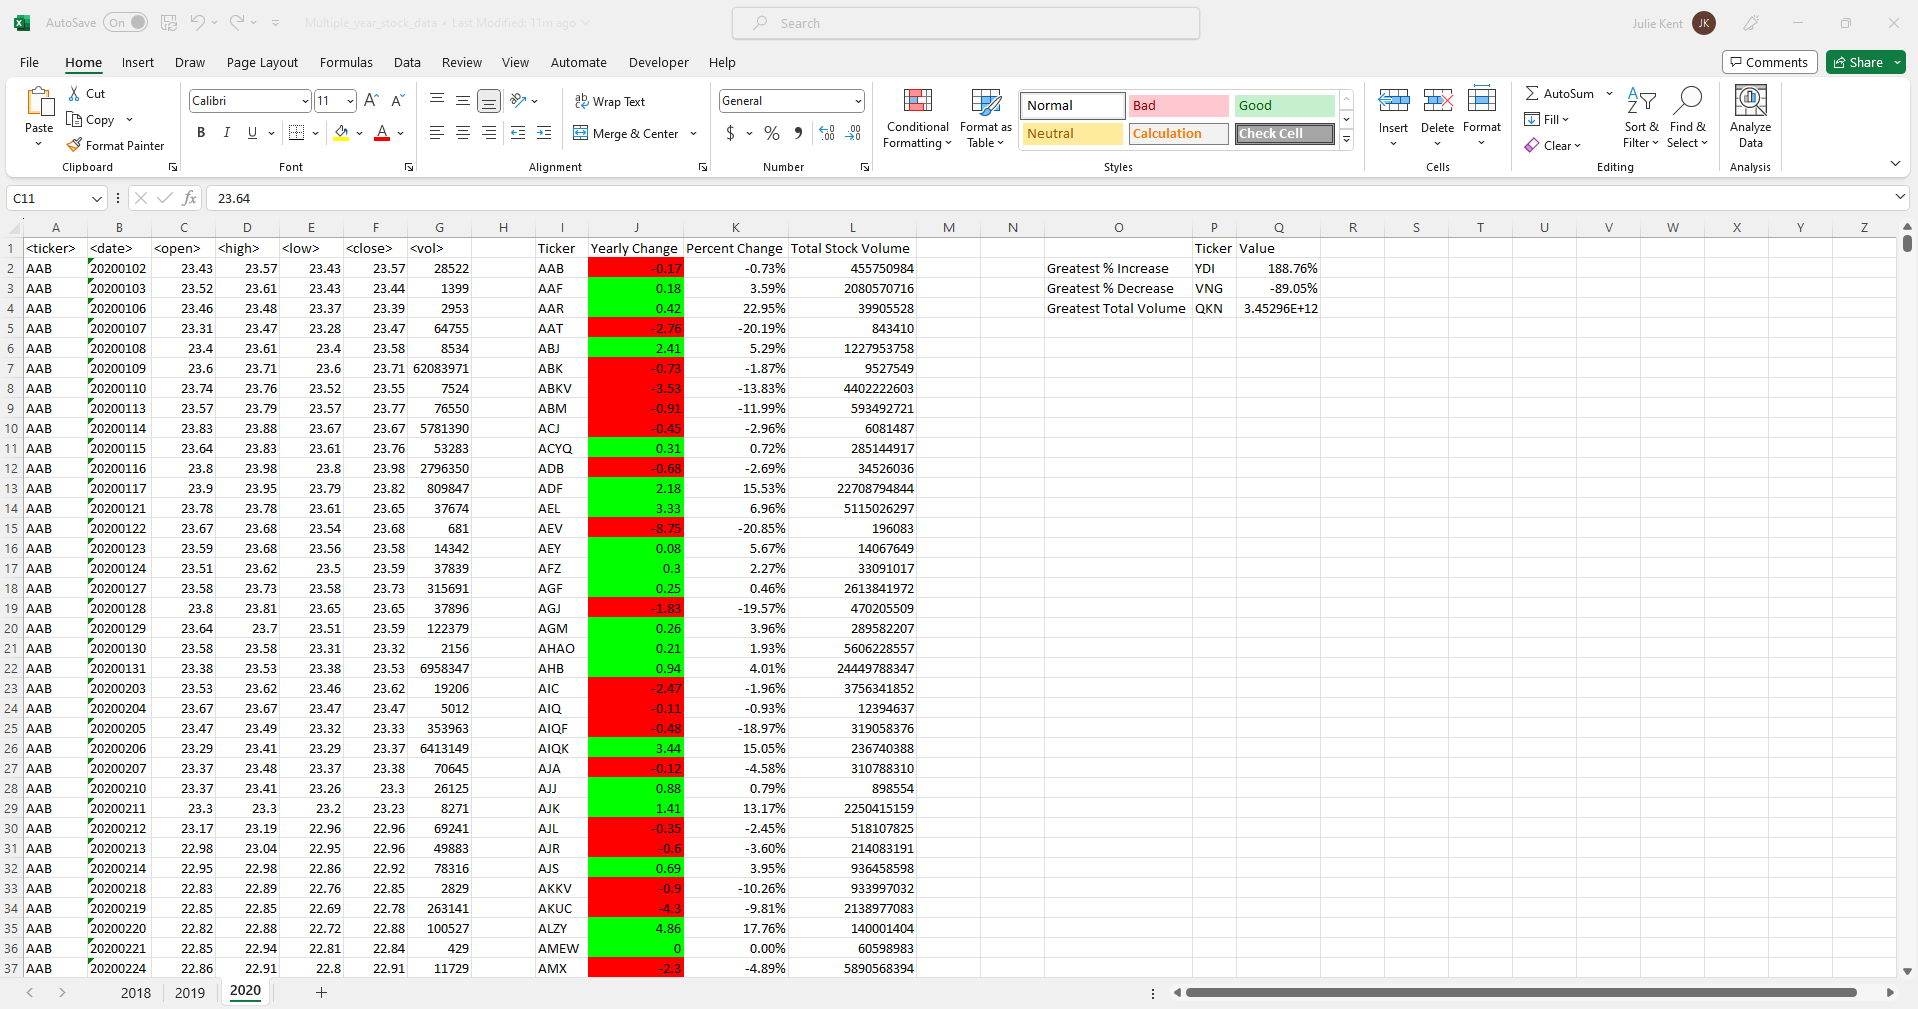 AutoSave On Multiple_year_stock_data • Last Modified: 11m ago Search Julie Kent JK
File Home Insert Draw Page Layout Formulas Data Review View Automate Developer Help Comments Share
Paste Cut Copy Format Painter Clipboard
Calibri 11 B I U A A A Font
Wrap Text Merge & Center Alignment
General $ % Number
Conditional Formatting Format as Table Normal Bad Good Neutral Calculation Check Cell Styles
Insert Delete Format Cells
AutoSum Fill Clear Sort & Filter Find & Select Editing
Analyze Data Analysis
C11 fx 23.64
A B C D E F G H I J K L M N O P Q R S T U V W X Y Z
1 <ticker> <date> <open> <high> <low> <close> <vol> Ticker Yearly Change Percent Change Total Stock Volume Ticker Value
2 AAB 20200102 23.43 23.57 23.43 23.57 28522 AAB -0.17 -0.73% 455750984 Greatest % Increase YDI 188.76%
3 AAB 20200103 23.52 23.61 23.43 23.44 1399 AAF 0.18 3.59% 2080570716 Greatest % Decrease VNG -89.05%
4 AAB 20200106 23.46 23.48 23.37 23.39 2953 AAR 0.42 22.95% 39905528 Greatest Total Volume QKN 3.45296E+12
5 AAB 20200107 23.31 23.47 23.28 23.47 64755 AAT -2.76 -20.19% 843410
6 AAB 20200108 23.4 23.61 23.4 23.58 8534 ABJ 2.41 5.29% 1227953758
7 AAB 20200109 23.6 23.71 23.6 23.71 62083971 ABK -0.73 -1.87% 9527549
8 AAB 20200110 23.74 23.76 23.52 23.55 7524 ABKV -3.53 -13.83% 4402222603
9 AAB 20200113 23.57 23.79 23.57 23.77 76550 ABM -0.91 -11.99% 593492721
10 AAB 20200114 23.83 23.88 23.67 23.67 5781390 ACJ -0.45 -2.96% 6081487
11 AAB 20200115 23.64 23.83 23.61 23.76 53283 ACYQ 0.31 0.72% 285144917
12 AAB 20200116 23.8 23.98 23.8 23.98 2796350 ADB -0.68 -2.69% 34526036
13 AAB 20200117 23.9 23.95 23.79 23.82 809847 ADF 2.18 15.53% 22708794844
14 AAB 20200121 23.78 23.78 23.61 23.65 37674 AEL 3.33 6.96% 5115026297
15 AAB 20200122 23.67 23.68 23.54 23.68 681 AEV -8.75 -20.85% 196083
16 AAB 20200123 23.59 23.68 23.56 23.58 14342 AEY 0.08 5.67% 14067649
17 AAB 20200124 23.51 23.62 23.5 23.59 37839 AFZ 0.3 2.27% 33091017
18 AAB 20200127 23.58 23.73 23.58 23.73 315691 AGF 0.25 0.46% 2613841972
19 AAB 20200128 23.8 23.81 23.65 23.65 37896 AGJ -1.83 -19.57% 470205509
20 AAB 20200129 23.64 23.7 23.51 23.59 122379 AGM 0.26 3.96% 289582207
21 AAB 20200130 23.58 23.58 23.31 23.32 2156 AHAO 0.21 1.93% 5606228557
22 AAB 20200131 23.38 23.53 23.38 23.53 6958347 AHB 0.94 4.01% 24449788347
23 AAB 20200203 23.53 23.62 23.46 23.62 19206 AIC -2.47 -1.96% 3756341852
24 AAB 20200204 23.67 23.67 23.47 23.47 5012 AIQ -0.11 -0.93% 12394637
25 AAB 20200205 23.47 23.49 23.32 23.33 353963 AIQF -0.48 -18.97% 319058376
26 AAB 20200206 23.29 23.41 23.29 23.37 6413149 AIQK 3.44 15.05% 236740388
27 AAB 20200207 23.37 23.48 23.37 23.38 70645 AJA -0.12 -4.58% 310788310
28 AAB 20200210 23.37 23.41 23.26 23.3 26125 AJJ 0.88 0.79% 898554
29 AAB 20200211 23.3 23.3 23.2 23.23 8271 AJK 1.41 13.17% 2250415159
30 AAB 20200212 23.17 23.19 22.96 22.96 69241 AJL -0.35 -2.45% 518107825
31 AAB 20200213 22.98 23.04 22.95 22.96 49883 AJR -0.6 -3.60% 214083191
32 AAB 20200214 22.95 22.98 22.86 22.92 78316 AJS 0.69 3.95% 936458598
33 AAB 20200218 22.83 22.89 22.76 22.85 2829 AKKV -0.9 -10.26% 933997032
34 AAB 20200219 22.85 22.85 22.69 22.78 263141 AKUC -4.3 -9.81% 2138977083
35 AAB 20200220 22.82 22.88 22.72 22.88 100527 ALZY 4.86 17.76% 140001404
36 AAB 20200221 22.85 22.94 22.81 22.84 429 AMEW 0 0.00% 60598983
37 AAB 20200224 22.86 22.91 22.8 22.91 11729 AMX -2.3 -4.89% 5890568394
2018 2019 2020